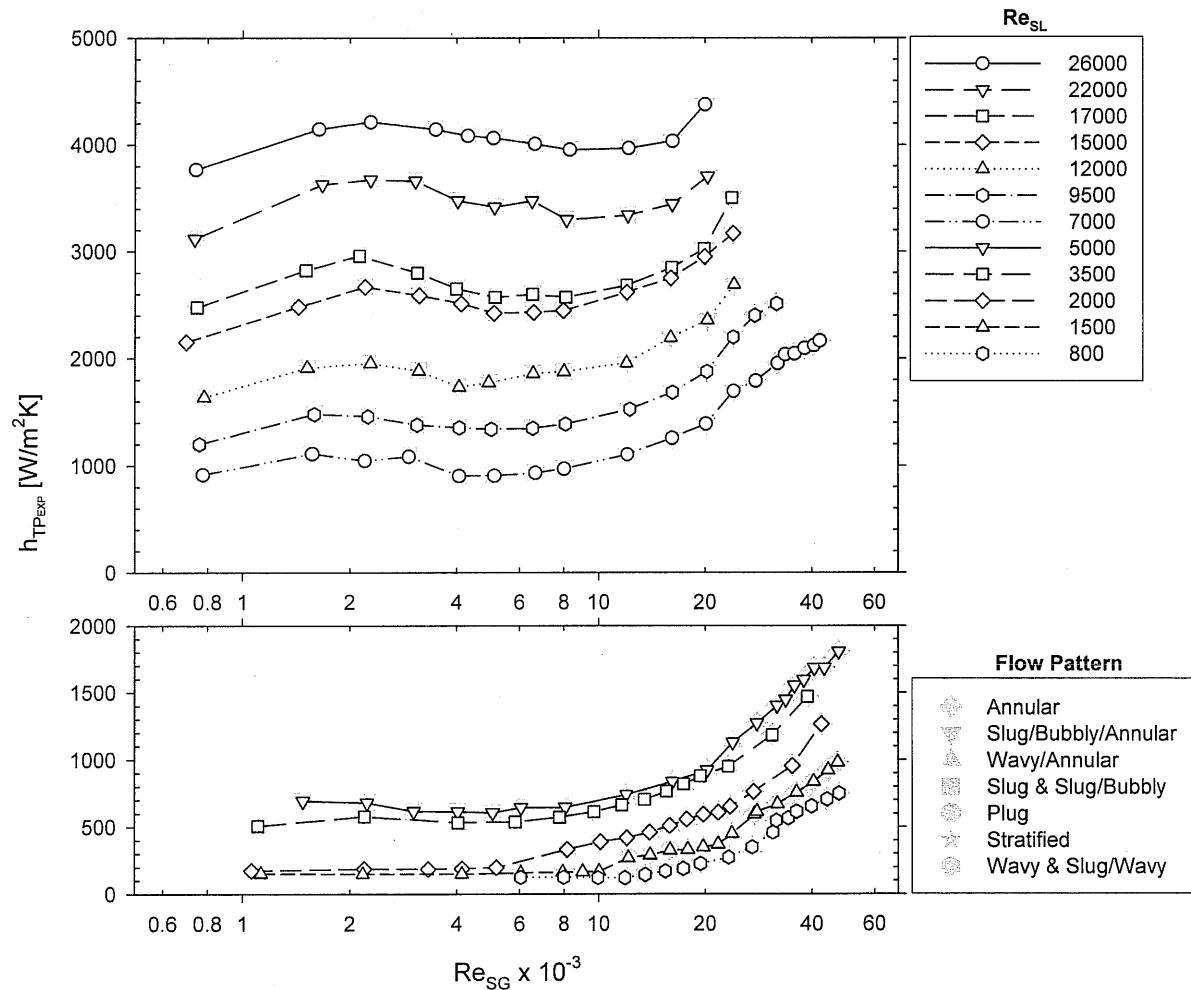 Re_SL
26000
22000
17000
15000
12000
9500
7000
5000
3500
2000
1500
800
5000
4000
3000
2000
1000
0
0.6 0.8 1 2 4 6 8 10 20 40 60
h_TP_EXP [W/m²K]
2000
1500
1000
500
0
0.6 0.8 1 2 4 6 8 10 20 40 60
Re_SG x 10⁻³
Flow Pattern
Annular
Slug/Bubbly/Annular
Wavy/Annular
Slug & Slug/Bubbly
Plug
Stratified
Wavy & Slug/Wavy